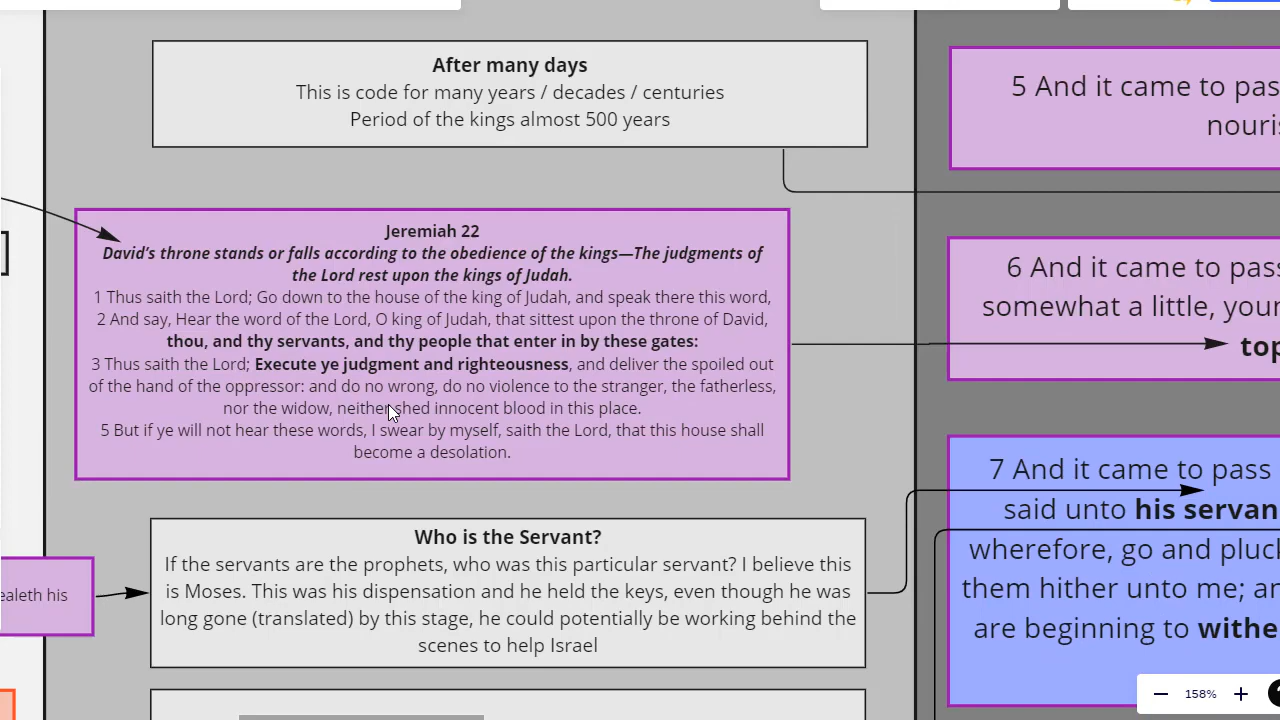 After many days
This is code for many years / decades / centuries
Period of the kings almost 500 years
Jeremiah 22
David's throne stands or falls according to the obedience of the kings—The judgments of
the Lord rest upon the kings of Judah.
1 Thus saith the Lord; Go down to the house of the king of Judah, and speak there this word,
2 And say, Hear the word of the Lord, O king of Judah, that sittest upon the throne of David,
thou, and thy servants, and thy people that enter in by these gates:
3 Thus saith the Lord; Execute ye judgment and righteousness, and deliver the spoiled out
of the hand of the oppressor: and do no wrong, do no violence to the stranger, the fatherless,
nor the widow, neither shed innocent blood in this place.
5 But if ye will not hear these words, I swear by myself, saith the Lord, that this house shall
become a desolation.
Who is the Servant?
If the servants are the prophets, who was this particular servant? I believe this
is Moses. This was his dispensation and he held the keys, even though he was
long gone (translated) by this stage, he could potentially be working behind the
scenes to help Israel
ealeth his
5 And it came to pas
nouris
6 And it came to pass
somewhat a little, your
top
7 And it came to pass
said unto his servan
wherefore, go and pluck
them hither unto me; an
are beginning to withe
158%